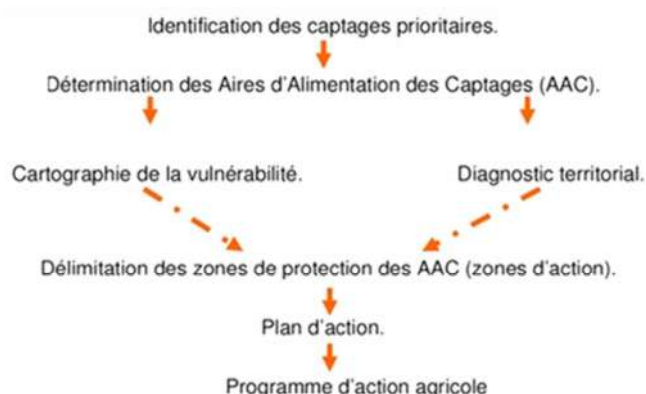 Identification des captages prioritaires.
Détermination des Aires d'Alimentation des Captages (AAC).
Cartographie de la vulnérabilité.
Diagnostic territorial.
Délimitation des zones de protection des AAC (zones d'action).
Plan d'action.
Programme d'action agricole